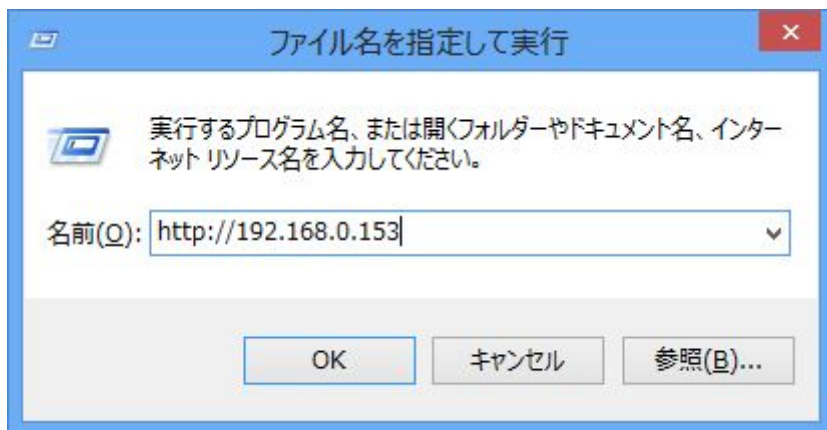 ファイル名を指定して実行
実行するプログラム名、または開くフォルダーやドキュメント名、インター
ネット リソース名を入力してください。
名前(O): http://192.168.0.153
OK キャンセル 参照(B)...